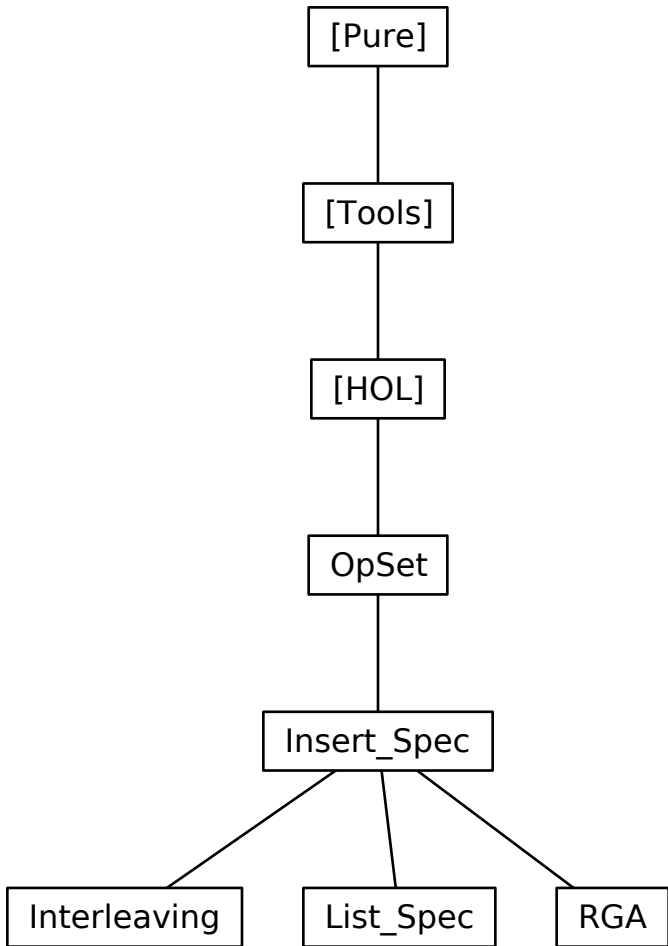 [Pure]
[Tools]
[HOL]
OpSet
Insert_Spec
Interleaving
List_Spec
RGA